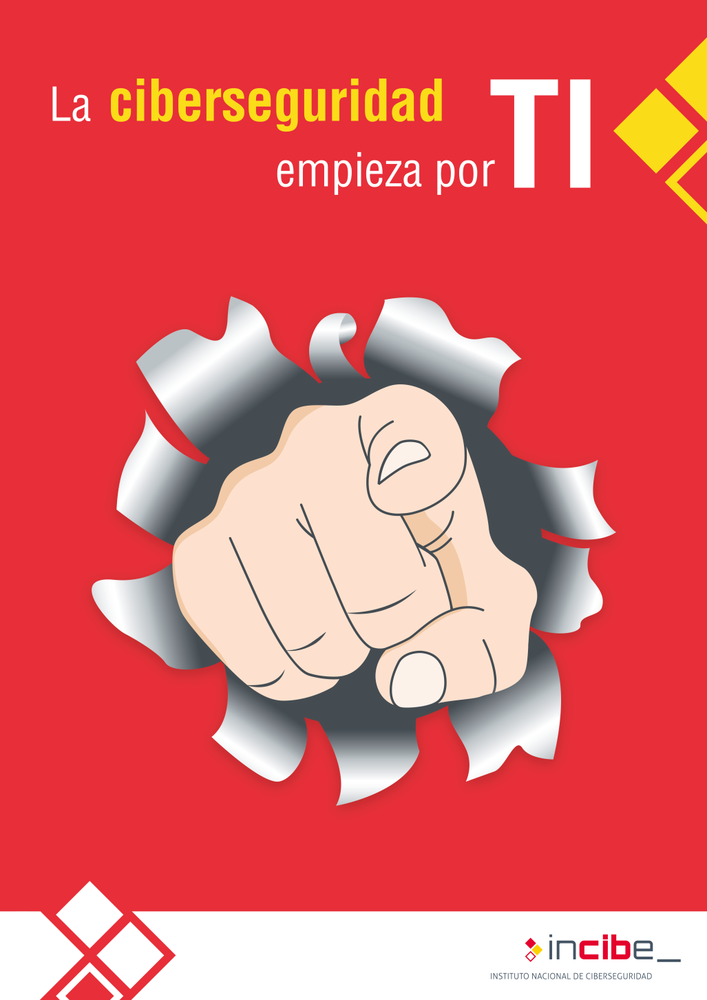 La ciberseguridad TI
empieza por
incibe_
INSTITUTO NACIONAL DE CIBERSEGURIDAD